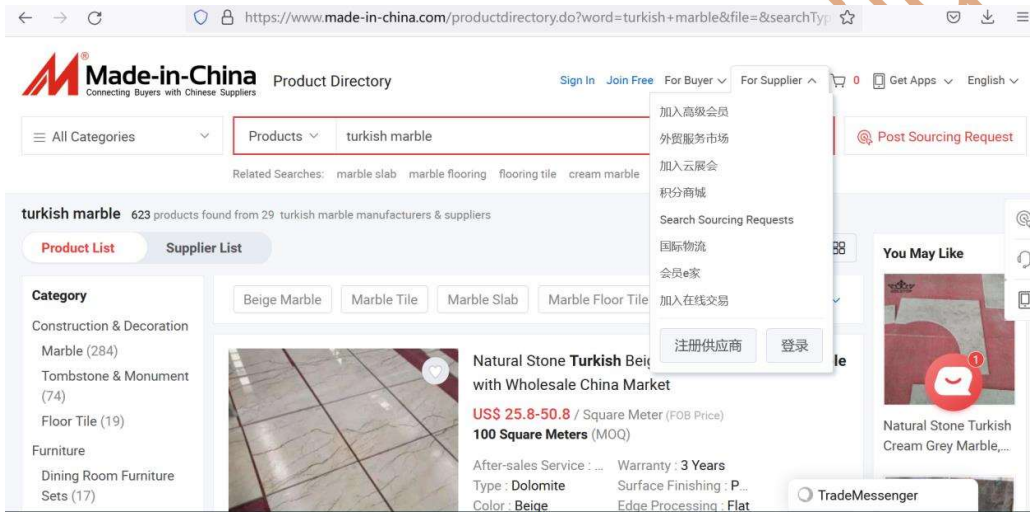 https://www.made-in-china.com/productdirectory.do?word=turkish+marble&file=&searchTyp
Made-in-China
Connecting Buyers with Chinese Suppliers
Product Directory
Sign In Join Free For Buyer For Supplier 0 Get Apps English
All Categories
Products turkish marble
Post Sourcing Request
Related Searches: marble slab marble flooring flooring tile cream marble
加入高级会员
外贸服务市场
加入云展会
积分商城
Search Sourcing Requests
国际物流
会员e家
加入在线交易
注册供应商 登录
turkish marble 623 products found from 29 turkish marble manufacturers & suppliers
Product List Supplier List
Category
Construction & Decoration
Marble (284)
Tombstone & Monument
(74)
Floor Tile (19)
Furniture
Dining Room Furniture
Sets (17)
Beige Marble Marble Tile Marble Slab Marble Floor Tile
Natural Stone Turkish
with Wholesale China Market
US$ 25.8-50.8 / Square Meter (FOB Price)
100 Square Meters (MOQ)
After-sales Service : ... Warranty : 3 Years
Type : Dolomite Surface Finishing : P...
Color : Beige Edge Processing : Flat
You May Like
1
Natural Stone Turkish
Cream Grey Marble,...
TradeMessenger